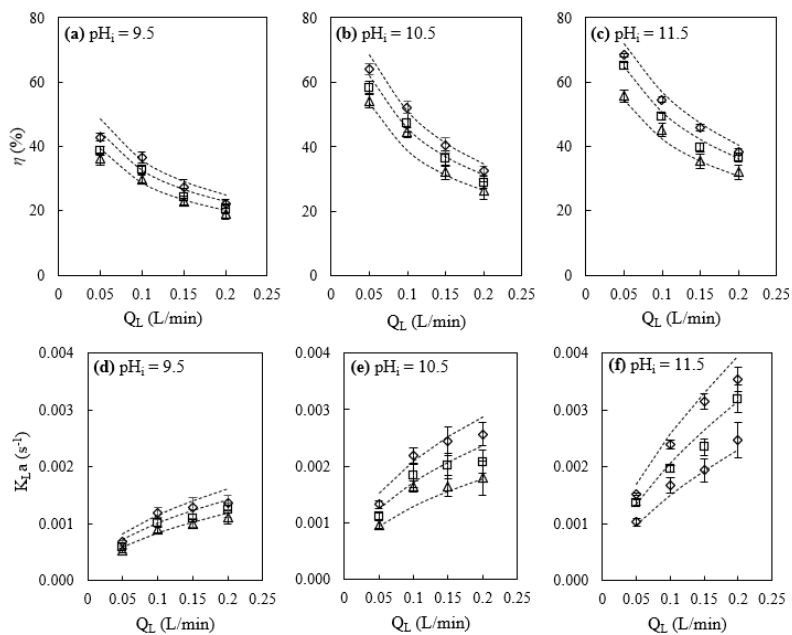 (a) pHi = 9.5
(b) pHi = 10.5
(c) pHi = 11.5
η (%)
80
60
40
20
0
80
60
40
20
0
80
60
40
20
0
0 0.05 0.1 0.15 0.2 0.25
0 0.05 0.1 0.15 0.2 0.25
0 0.05 0.1 0.15 0.2 0.25
QL (L/min)
QL (L/min)
QL (L/min)
(d) pHi = 9.5
(e) pHi = 10.5
(f) pHi = 11.5
KLa (s-1)
0.004
0.003
0.002
0.001
0.000
0.004
0.003
0.002
0.001
0.000
0.004
0.003
0.002
0.001
0.000
0 0.05 0.1 0.15 0.2 0.25
0 0.05 0.1 0.15 0.2 0.25
0 0.05 0.1 0.15 0.2 0.25
QL (L/min)
QL (L/min)
QL (L/min)